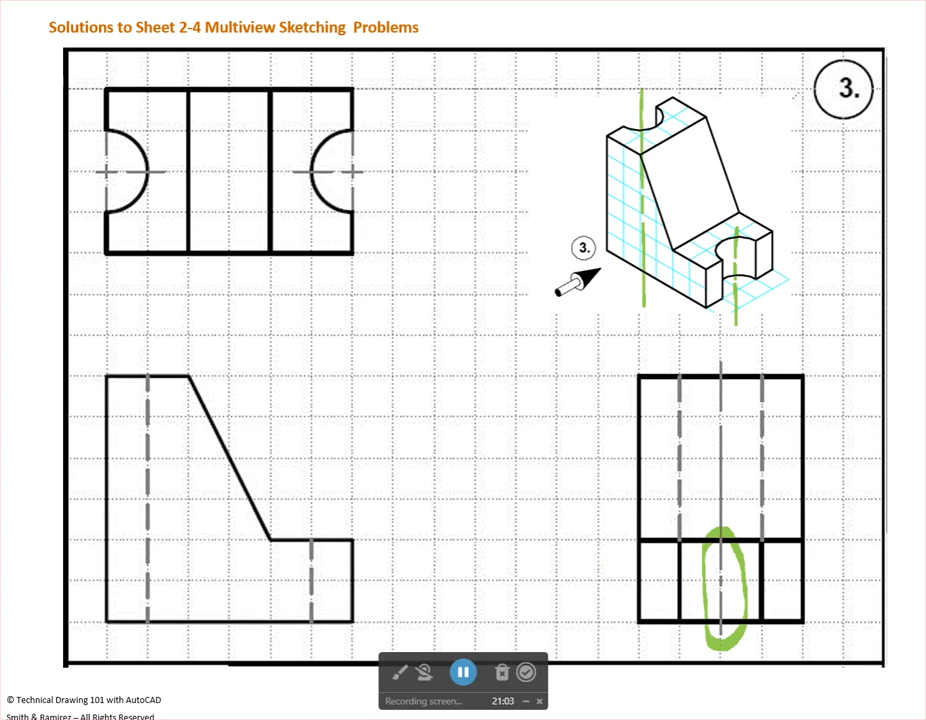 Solutions to Sheet 2-4 Multiview Sketching Problems
3.
3.
Recording screen...
21:03
© Technical Drawing 101 with AutoCAD
Smith & Ramirez – All Rights Reserved